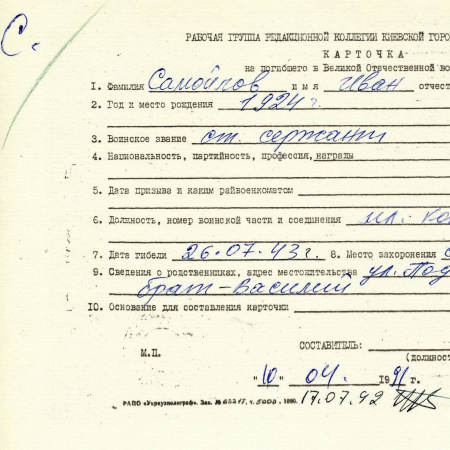 С.
РАБОЧАЯ ГРУППА РЕДАКЦИОННОЙ КОЛЛЕГИИ КИЕВСКОЙ ГОРО
КАРТОЧКА
на погибшего в Великой Отечественной во
1. Фамилия Самойлов имя Иван отчест
2. Год и место рождения 1924 г.
3. Воинское звание ст. сержант
4. Национальность, партийность, профессия, награды
5. Дата призыва и каким райвоенкоматом
6. Должность, номер воинской части и соединения
7. Дата гибели 26.07.43 г. 8. Место захоронения
9. Сведения о родственниках, адрес местожительства ул. Под
брат-Василий
10. Основание для составления карточки
М.П.
СОСТАВИТЕЛЬ:
(должност
"10" 04. 1991 г.
РАПО «Укрвузполиграф». Зак. № т. 5000. 1990. 17.07.92